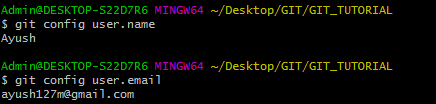 Admin@DESKTOP-S22D7R6 MINGW64 ~/Desktop/GIT/GIT_TUTORIAL
$ git config user.name
Ayush
Admin@DESKTOP-S22D7R6 MINGW64 ~/Desktop/GIT/GIT_TUTORIAL
$ git config user.email
ayush127m@gmail.com